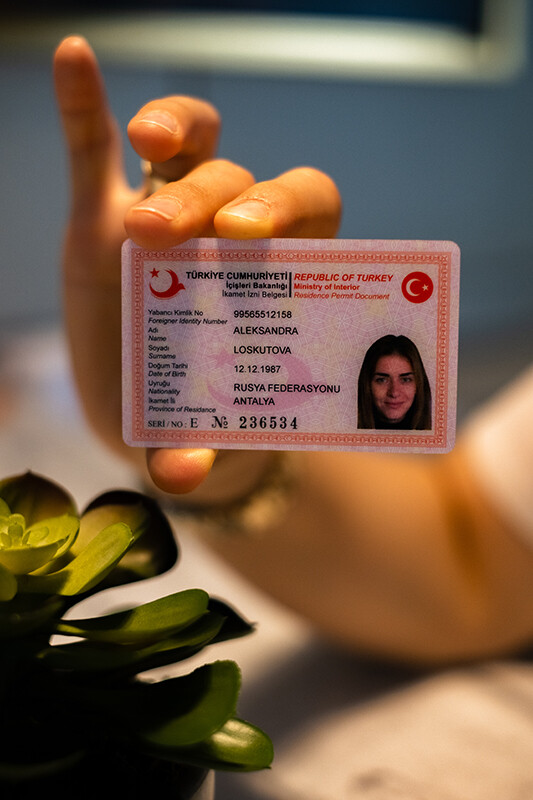 TÜRKİYE CUMHURİYETİ REPUBLIC OF TURKEY
İçişleri Bakanlığı Ministry of Interior
İkamet İzni Belgesi Residence Permit Document
Yabancı Kimlik No 99565512158
Foreigner Identity Number
Adı ALEKSANDRA
Name
Soyadı LOSKUTOVA
Surname
Doğum Tarihi 12.12.1987
Date of Birth
Uyruğu RUSYA FEDERASYONU
Nationality
İkamet İli ANTALYA
Province of Residance
SERİ / NO : E № 236534